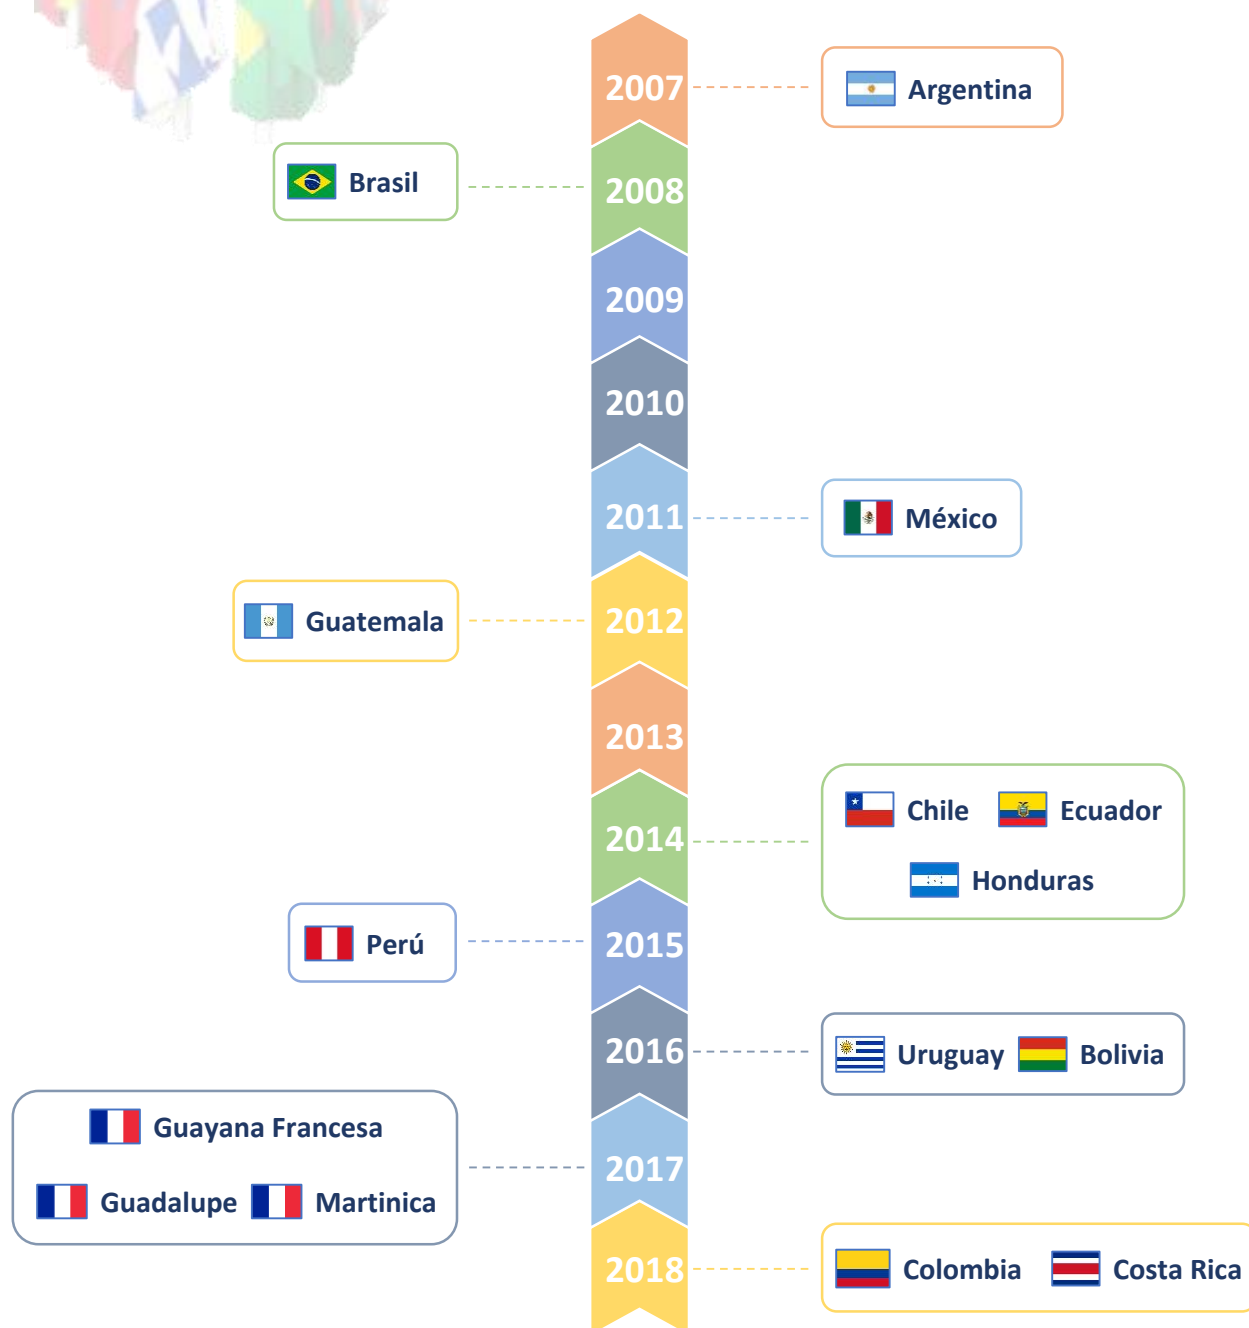 2007
Argentina
Brasil
2008
2009
2010
2011
México
Guatemala
2012
2013
2014
Chile
Ecuador
Honduras
Perú
2015
2016
Uruguay
Bolivia
Guayana Francesa
Guadalupe
Martinica
2017
2018
Colombia
Costa Rica